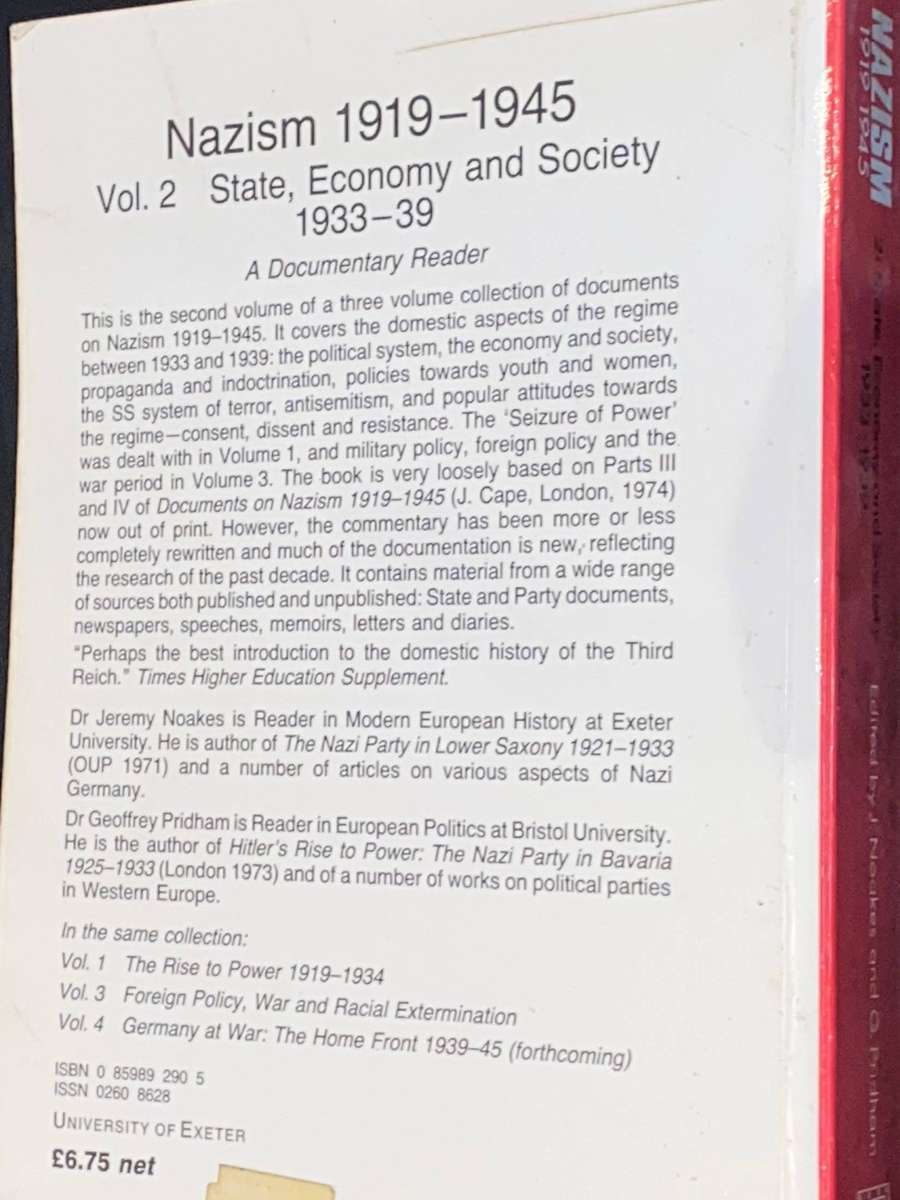 Nazism 1919–1945
Vol. 2 State, Economy and Society
1933–39
A Documentary Reader
This is the second volume of a three volume collection of documents
on Nazism 1919–1945. It covers the domestic aspects of the regime
between 1933 and 1939: the political system, the economy and society,
propaganda and indoctrination, policies towards youth and women,
the SS system of terror, antisemitism, and popular attitudes towards
the regime—consent, dissent and resistance. The 'Seizure of Power'
was dealt with in Volume 1, and military policy, foreign policy and the
war period in Volume 3. The book is very loosely based on Parts III
and IV of Documents on Nazism 1919–1945 (J. Cape, London, 1974)
now out of print. However, the commentary has been more or less
completely rewritten and much of the documentation is new, reflecting
the research of the past decade. It contains material from a wide range
of sources both published and unpublished: State and Party documents,
newspapers, speeches, memoirs, letters and diaries.
"Perhaps the best introduction to the domestic history of the Third
Reich." Times Higher Education Supplement.
Dr Jeremy Noakes is Reader in Modern European History at Exeter
University. He is author of The Nazi Party in Lower Saxony 1921–1933
(OUP 1971) and a number of articles on various aspects of Nazi
Germany.
Dr Geoffrey Pridham is Reader in European Politics at Bristol University.
He is the author of Hitler's Rise to Power: The Nazi Party in Bavaria
1925–1933 (London 1973) and of a number of works on political parties
in Western Europe.
In the same collection:
Vol. 1 The Rise to Power 1919–1934
Vol. 3 Foreign Policy, War and Racial Extermination
Vol. 4 Germany at War: The Home Front 1939–45 (forthcoming)
ISBN 0 85989 290 5
ISSN 0260 8628
UNIVERSITY OF EXETER
£6.75 net
NAZISM
1919–1945
2: State, Economy and Society
1933–1939
Edited by J Noakes and G Pridham